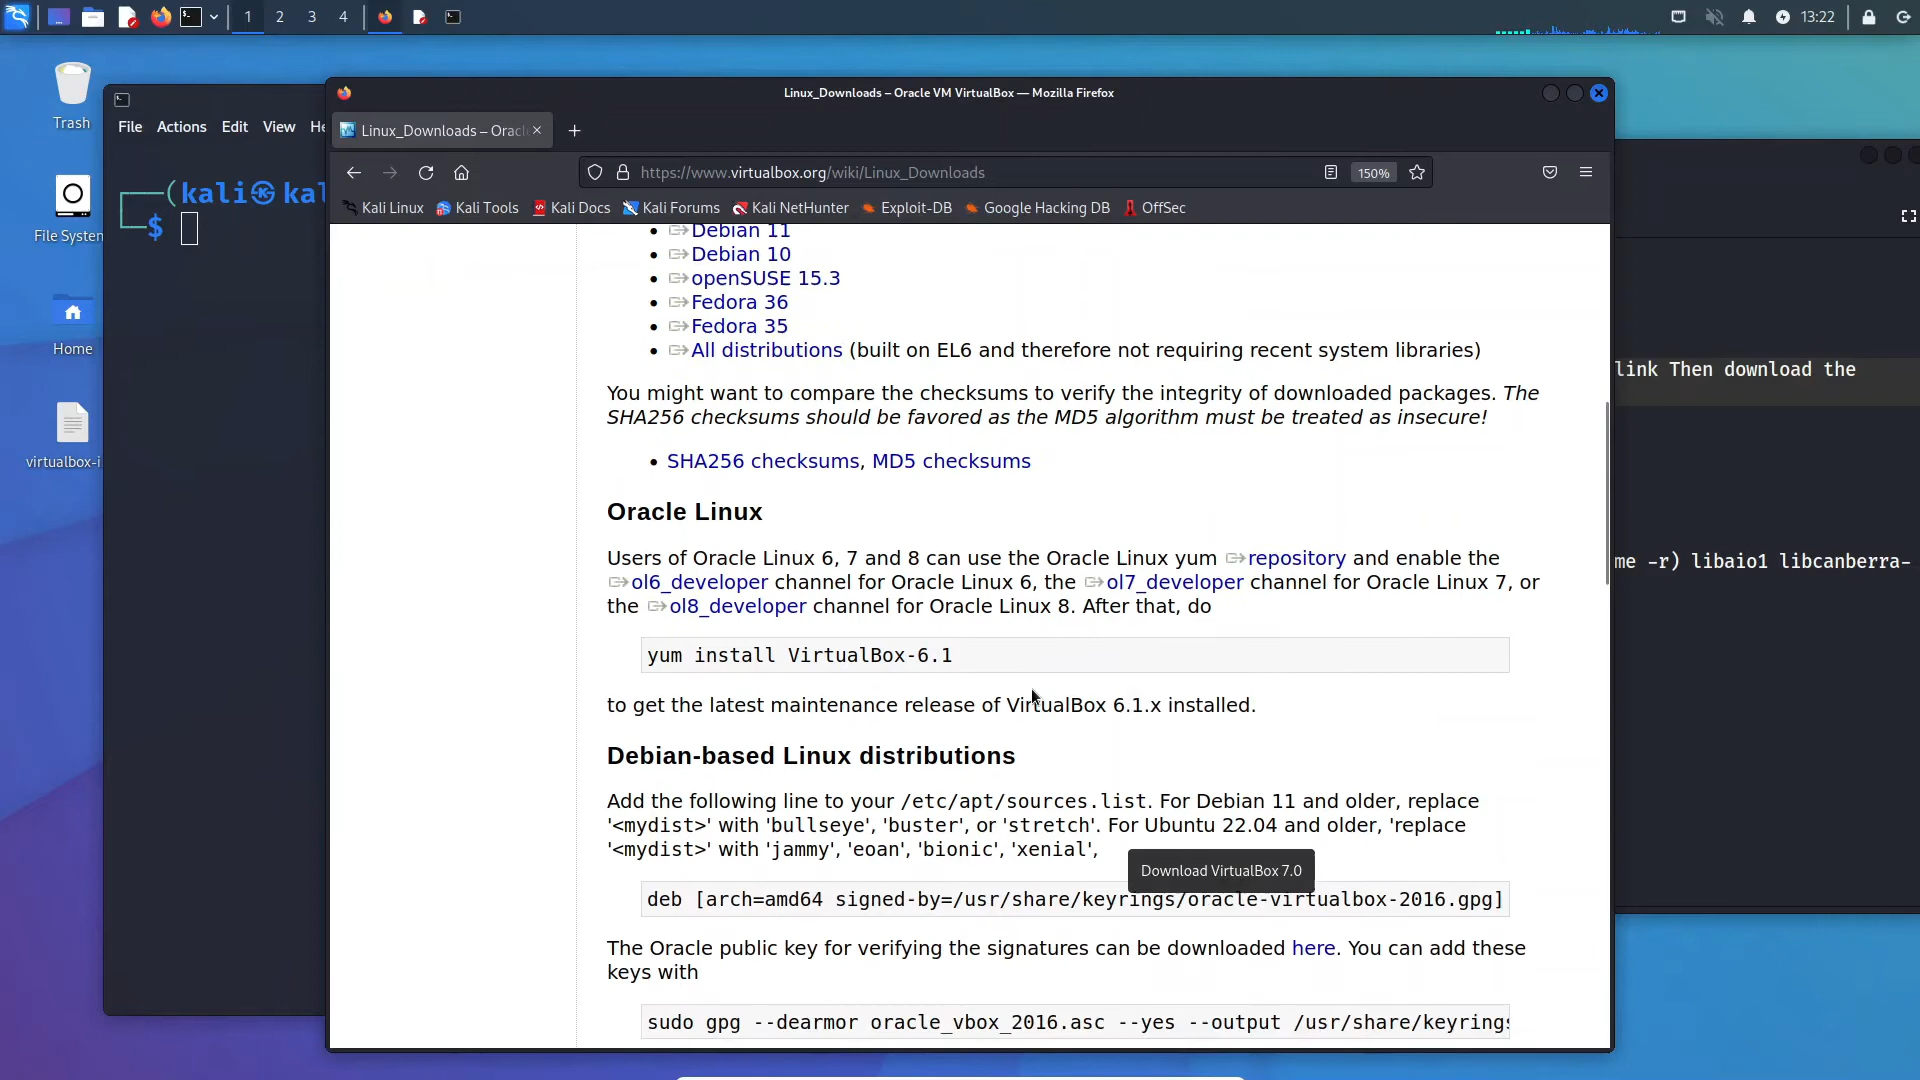 1 2 3 4
13:22
Trash
File System
Home
virtualbox-i
File Actions Edit View He
(kali㉿kal
$
Linux_Downloads – Oracle VM VirtualBox — Mozilla Firefox
Linux_Downloads – Oracl
https://www.virtualbox.org/wiki/Linux_Downloads
150%
Kali Linux Kali Tools Kali Docs Kali Forums Kali NetHunter Exploit-DB Google Hacking DB OffSec
Debian 11
Debian 10
openSUSE 15.3
Fedora 36
Fedora 35
All distributions (built on EL6 and therefore not requiring recent system libraries)
You might want to compare the checksums to verify the integrity of downloaded packages. The
SHA256 checksums should be favored as the MD5 algorithm must be treated as insecure!
SHA256 checksums, MD5 checksums
Oracle Linux
Users of Oracle Linux 6, 7 and 8 can use the Oracle Linux yum repository and enable the
ol6_developer channel for Oracle Linux 6, the ol7_developer channel for Oracle Linux 7, or
the ol8_developer channel for Oracle Linux 8. After that, do
yum install VirtualBox-6.1
to get the latest maintenance release of VirtualBox 6.1.x installed.
Debian-based Linux distributions
Add the following line to your /etc/apt/sources.list. For Debian 11 and older, replace
'<mydist>' with 'bullseye', 'buster', or 'stretch'. For Ubuntu 22.04 and older, 'replace
'<mydist>' with 'jammy', 'eoan', 'bionic', 'xenial',
Download VirtualBox 7.0
deb [arch=amd64 signed-by=/usr/share/keyrings/oracle-virtualbox-2016.gpg]
The Oracle public key for verifying the signatures can be downloaded here. You can add these
keys with
sudo gpg --dearmor oracle_vbox_2016.asc --yes --output /usr/share/keyrings
link Then download the
me -r) libaio1 libcanberra-